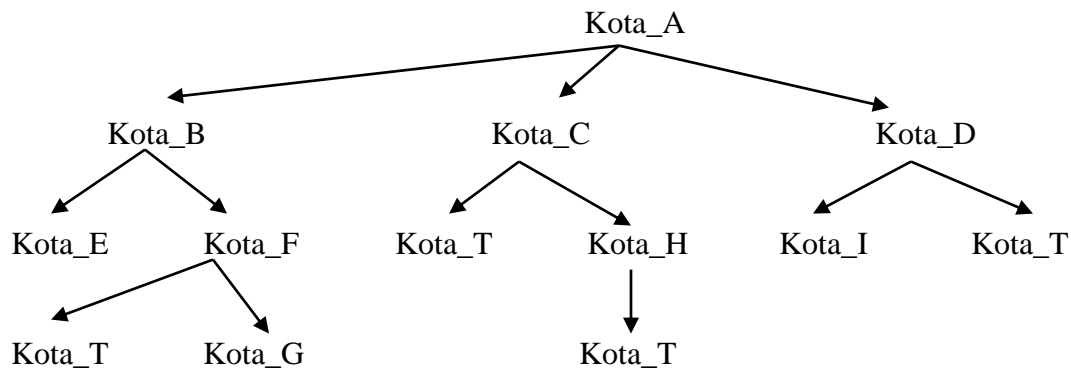 Kota_A
Kota_B Kota_C Kota_D
Kota_E Kota_F Kota_T Kota_H Kota_I Kota_T
Kota_T Kota_G Kota_T